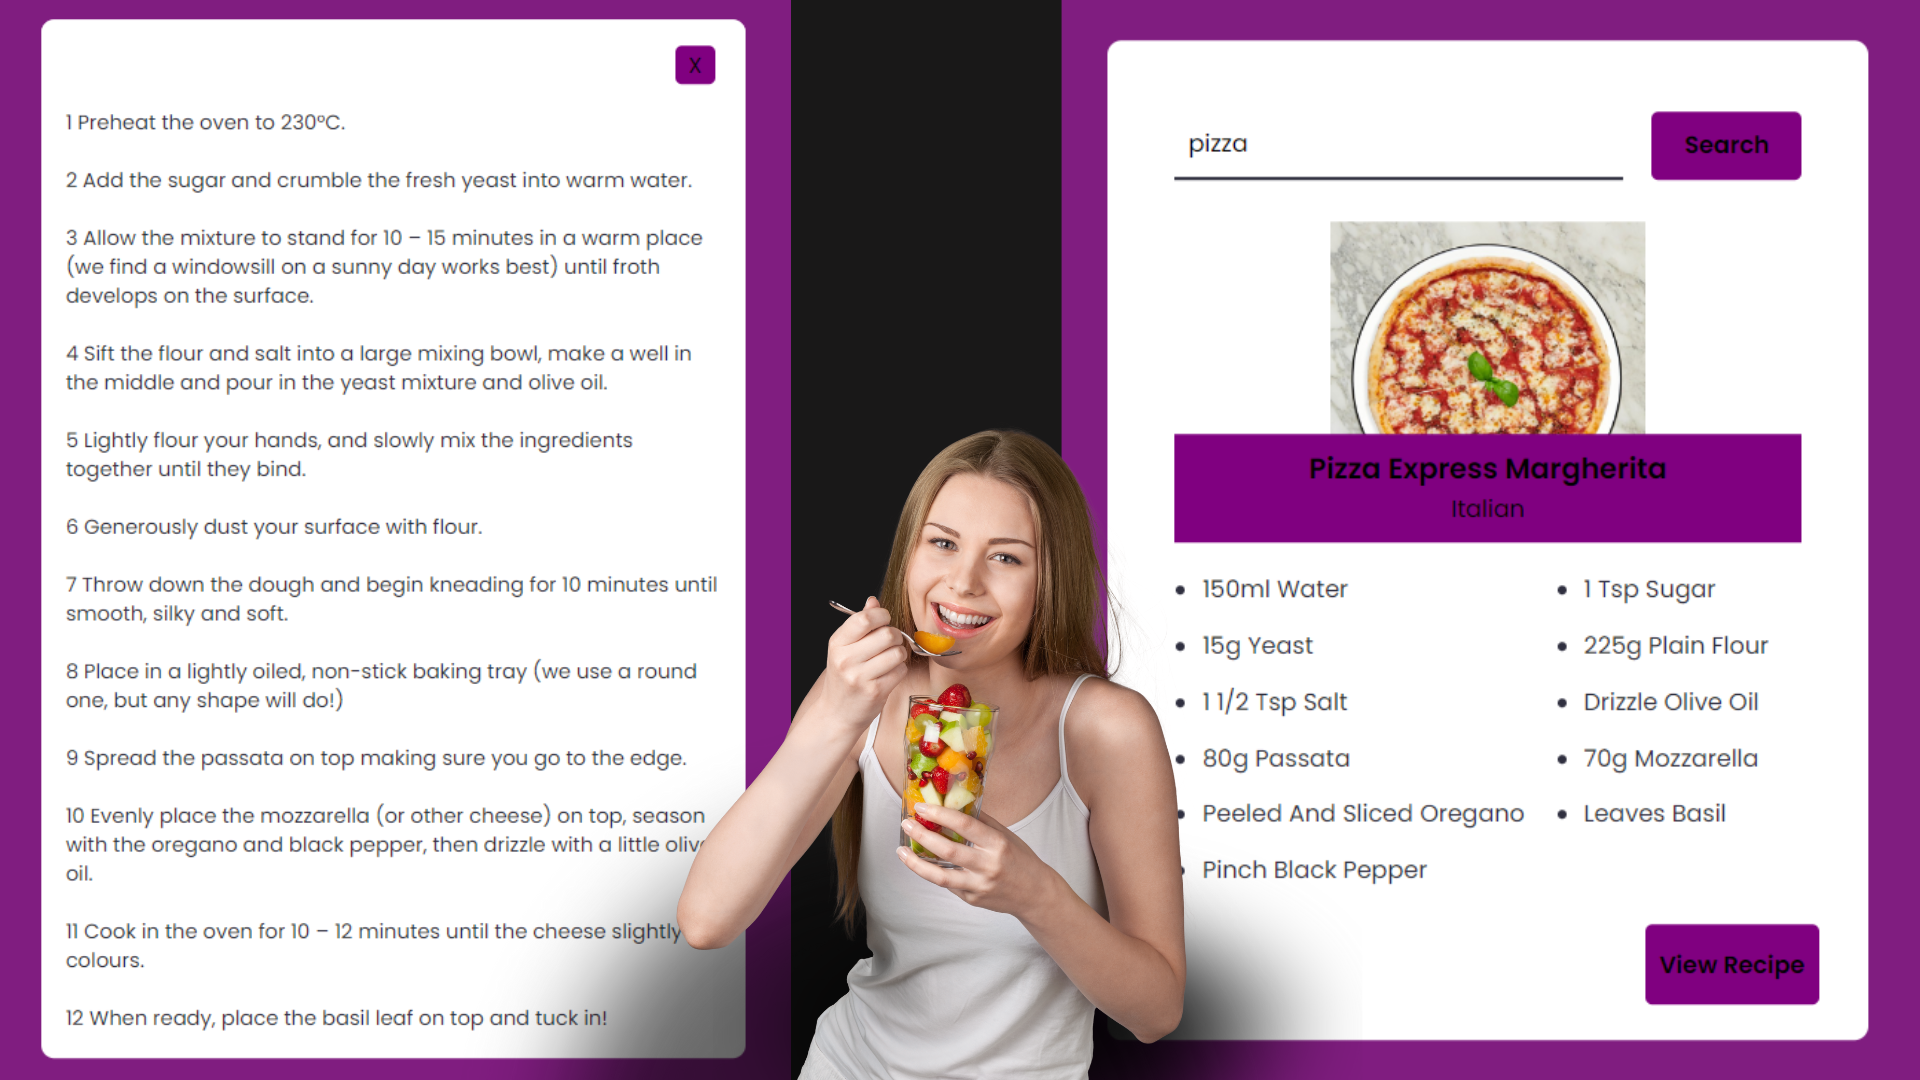 X
1 Preheat the oven to 230°C.
2 Add the sugar and crumble the fresh yeast into warm water.
3 Allow the mixture to stand for 10 – 15 minutes in a warm place
(we find a windowsill on a sunny day works best) until froth
develops on the surface.
4 Sift the flour and salt into a large mixing bowl, make a well in
the middle and pour in the yeast mixture and olive oil.
5 Lightly flour your hands, and slowly mix the ingredients
together until they bind.
6 Generously dust your surface with flour.
7 Throw down the dough and begin kneading for 10 minutes until
smooth, silky and soft.
8 Place in a lightly oiled, non-stick baking tray (we use a round
one, but any shape will do!)
9 Spread the passata on top making sure you go to the edge.
10 Evenly place the mozzarella (or other cheese) on top, season
with the oregano and black pepper, then drizzle with a little olive
oil.
11 Cook in the oven for 10 – 12 minutes until the cheese slightly
colours.
12 When ready, place the basil leaf on top and tuck in!
pizza
Search
Pizza Express Margherita
Italian
150ml Water
1 Tsp Sugar
15g Yeast
225g Plain Flour
1 1/2 Tsp Salt
Drizzle Olive Oil
80g Passata
70g Mozzarella
Peeled And Sliced Oregano
Leaves Basil
Pinch Black Pepper
View Recipe